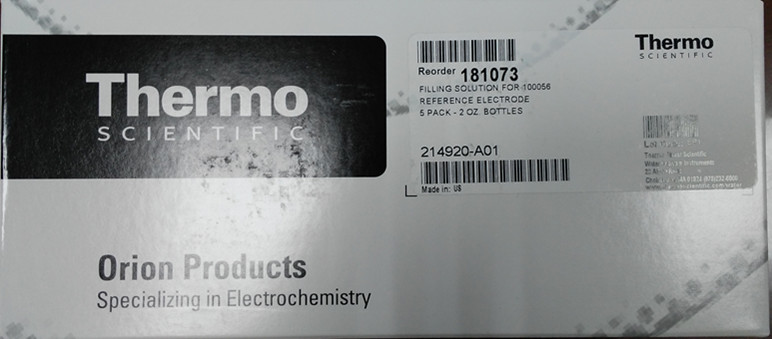 Thermo
SCIENTIFIC
Orion Products
Specializing in Electrochemistry
Reorder 181073
FILLING SOLUTION FOR 100056
REFERENCE ELECTRODE
5 PACK - 2 OZ. BOTTLES
214920-A01
Made in: US
Thermo
SCIENTIFIC